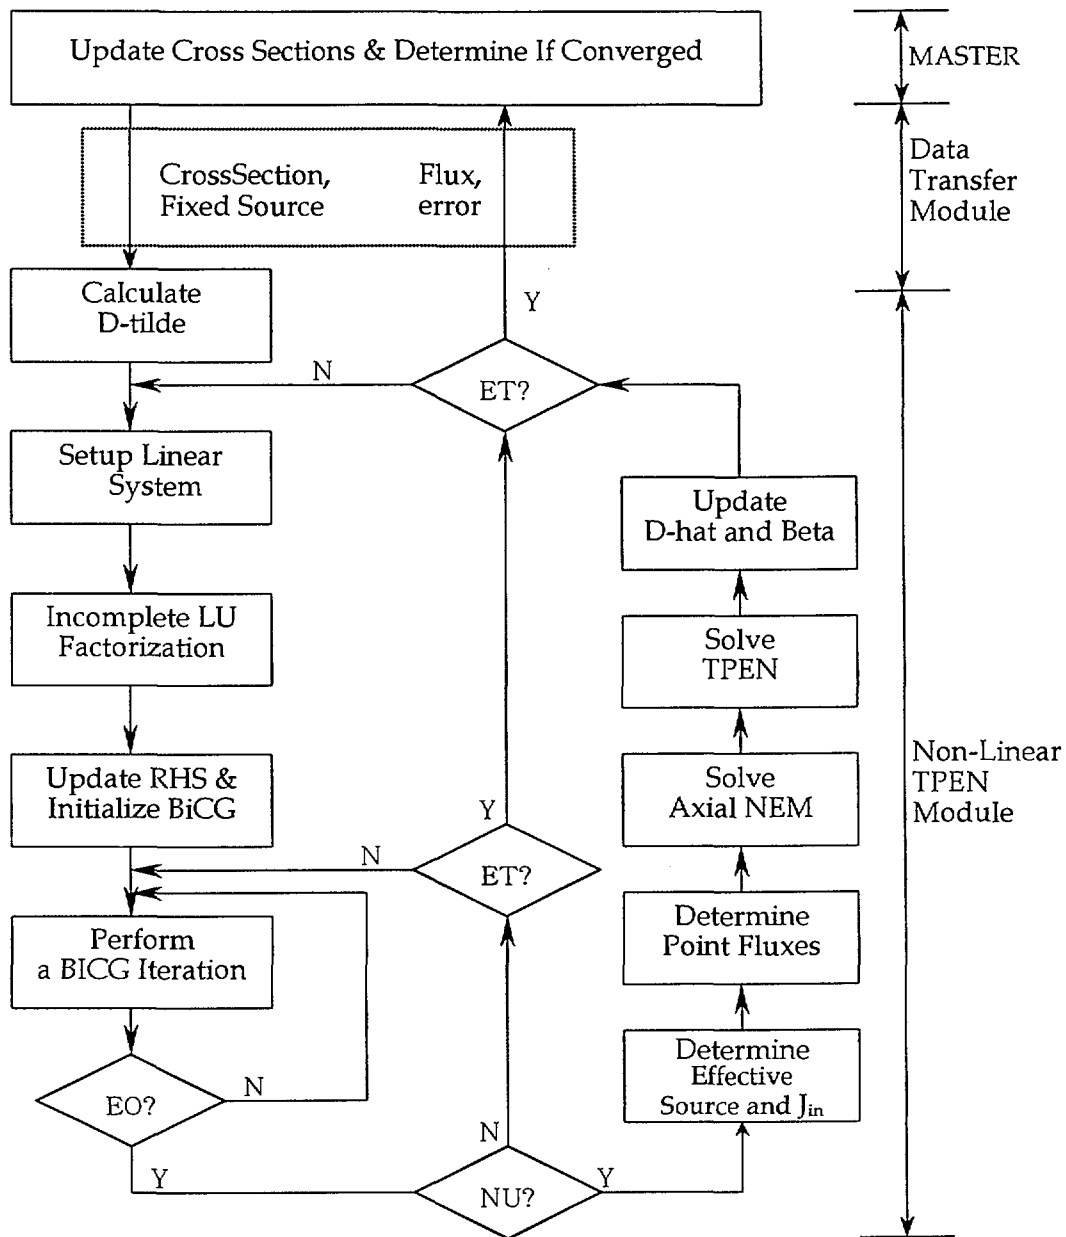 Update Cross Sections & Determine If Converged
MASTER
CrossSection,
Fixed Source
Flux,
error
Data
Transfer
Module
Calculate
D-tilde
Y
N
ET?
Setup Linear
System
Update
D-hat and Beta
Incomplete LU
Factorization
Solve
TPEN
Update RHS &
Initialize BiCG
Solve
Axial NEM
Non-Linear
TPEN
Module
Y
N
ET?
Perform
a BICG Iteration
Determine
Point Fluxes
Determine
Effective
Source and Jin
EO?
N
N
Y
NU?
Y